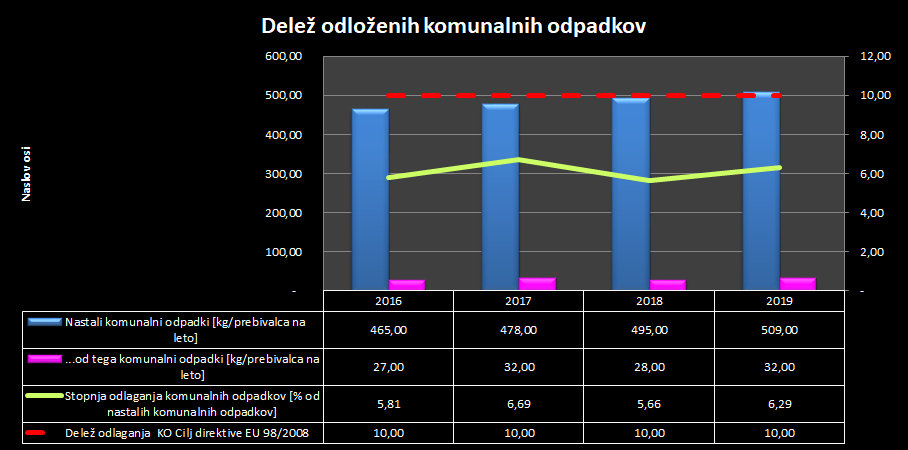 Delež odloženih komunalnih odpadkov
600,00
500,00
400,00
300,00
200,00
100,00
-
Naslov osi
12,00
10,00
8,00
6,00
4,00
2,00
-
2016 2017 2018 2019
Nastali komunalni odpadki [kg/prebivalca na
leto] 465,00 478,00 495,00 509,00
...od tega komunalni odpadki [kg/prebivalca na
leto] 27,00 32,00 28,00 32,00
Stopnja odlaganja komunalnih odpadkov [% od
nastalih komunalnih odpadkov] 5,81 6,69 5,66 6,29
Delež odlaganja KO Cilj direktive EU 98/2008 10,00 10,00 10,00 10,00